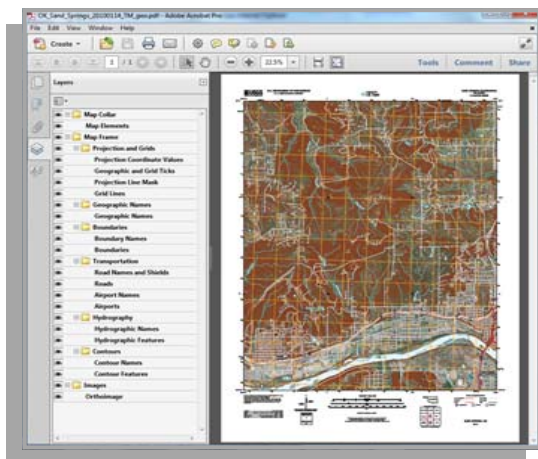 OK_Sand_Springs_20100114_TM_geo.pdf - Adobe Acrobat Pro
File Edit View Window Help
Create
1 / 1 22.5%
Tools Comment Share
Layers
Map Collar
Map Elements
Map Frame
Projection and Grids
Projection Coordinate Values
Geographic and Grid Ticks
Projection Line Mask
Grid Lines
Geographic Names
Geographic Names
Boundaries
Boundary Names
Boundaries
Transportation
Road Names and Shields
Roads
Airport Names
Airports
Hydrography
Hydrographic Names
Hydrographic Features
Contours
Contour Names
Contour Features
Images
Orthoimage